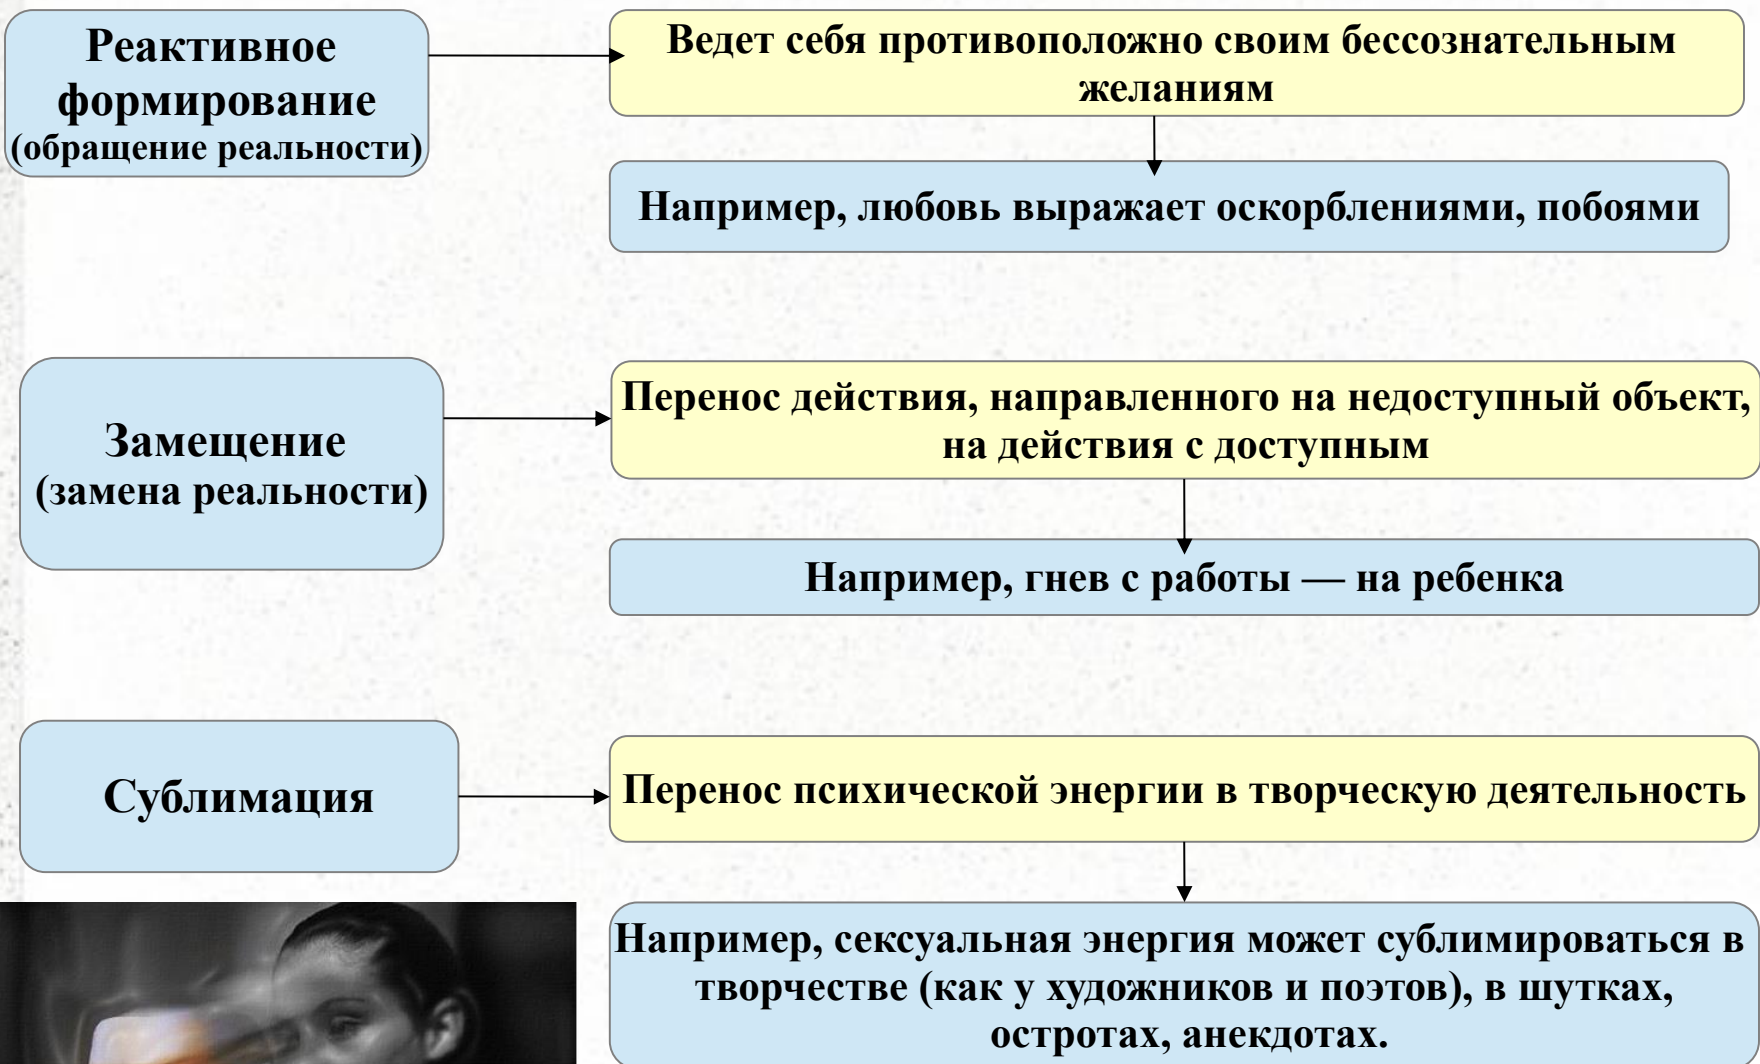 Реактивное
формирование
(обращение реальности)
Ведет себя противоположно своим бессознательным
желаниям
Например, любовь выражает оскорблениями, побоями
Замещение
(замена реальности)
Перенос действия, направленного на недоступный объект,
на действия с доступным
Например, гнев с работы — на ребенка
Сублимация
Перенос психической энергии в творческую деятельность
Например, сексуальная энергия может сублимироваться в
творчестве (как у художников и поэтов), в шутках,
остротах, анекдотах.